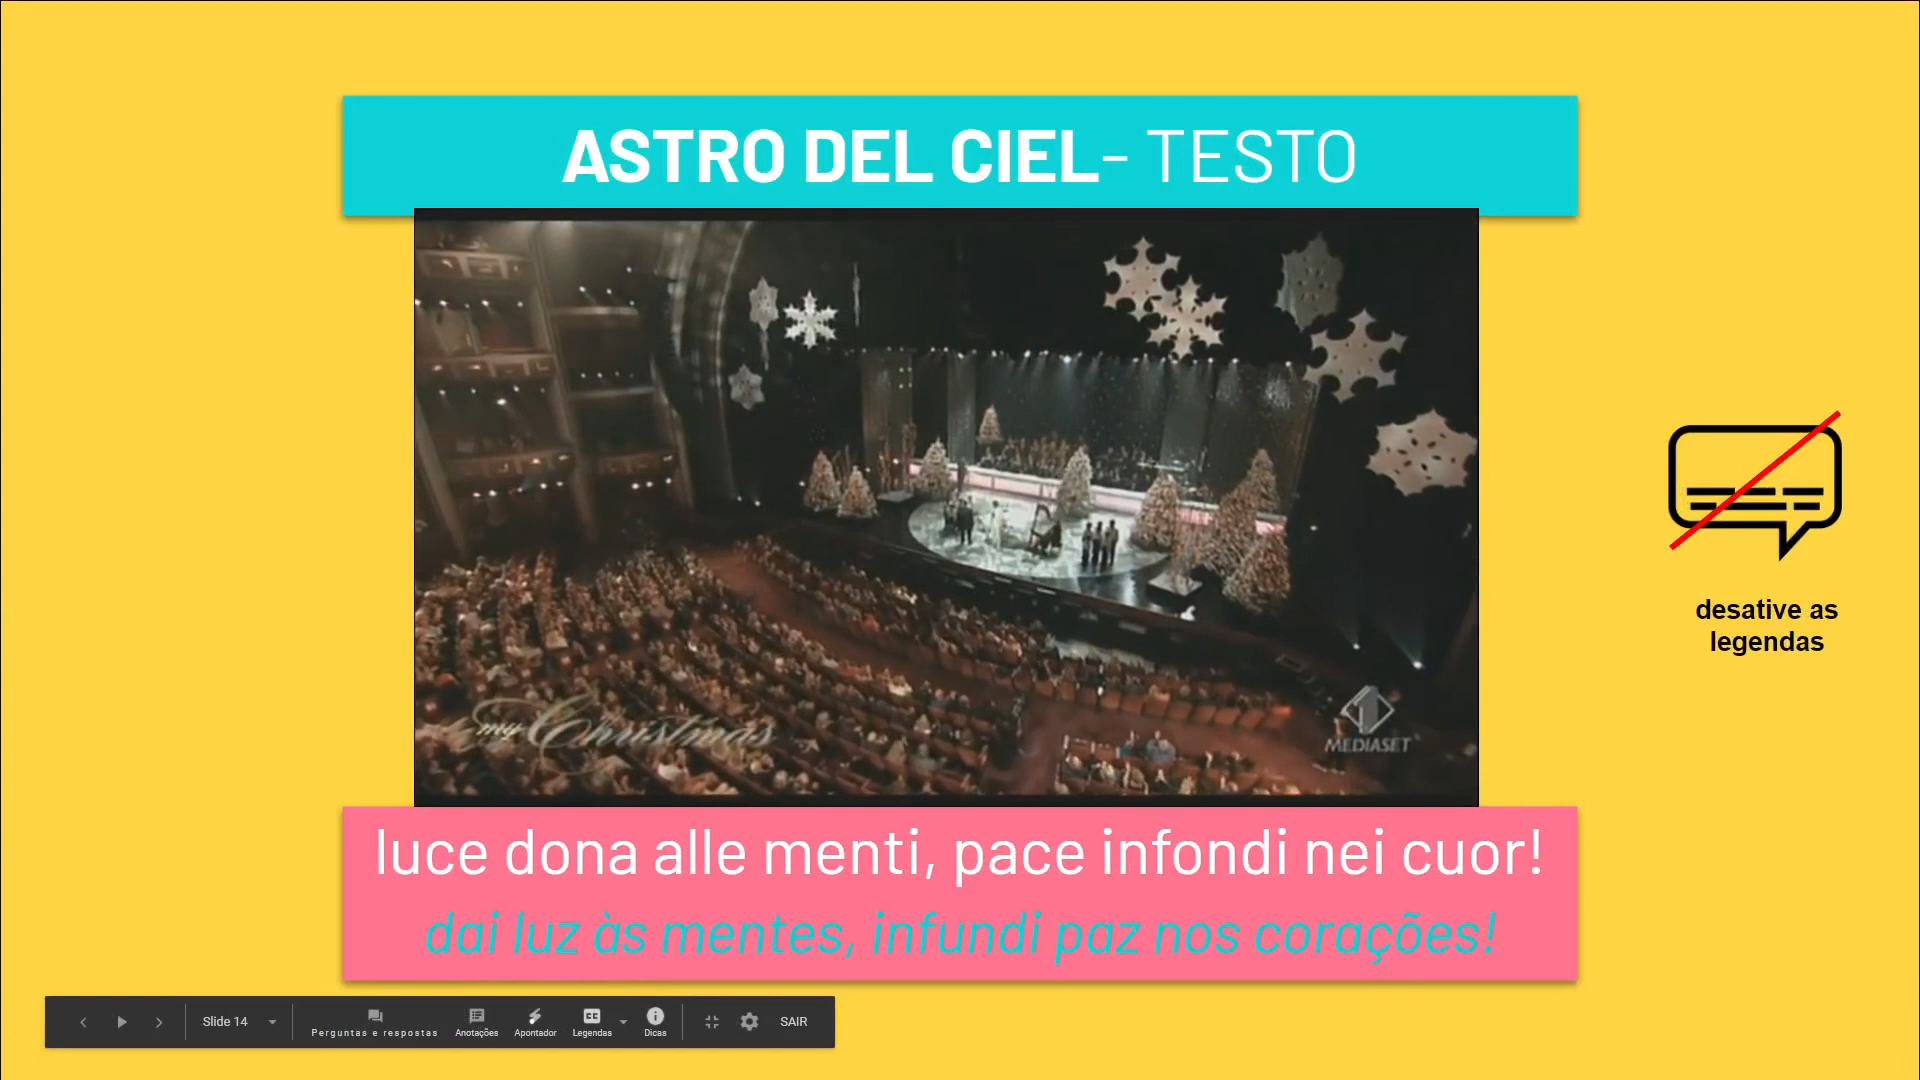 ASTRO DEL CIEL- TESTO
my Christmas
MEDIASET
desative as
legendas
luce dona alle menti, pace infondi nei cuor!
dai luz às mentes, infundi paz nos corações!
Slide 14
Perguntas e respostas
Anotações
Apontador
CC
Legendas
Dicas
SAIR